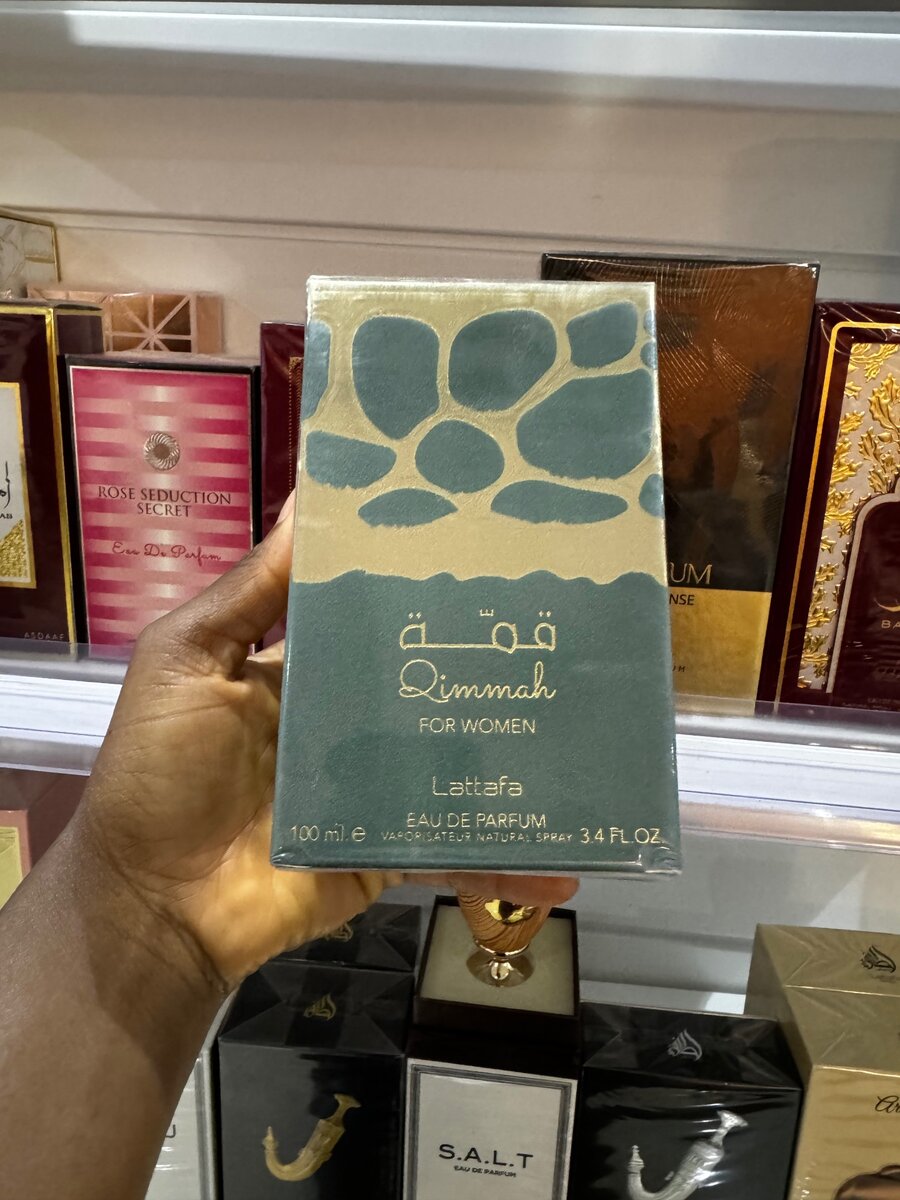 قمّة
Qimmah
FOR WOMEN
Lattafa
EAU DE PARFUM
100 ml. e VAPORISATEUR NATURAL SPRAY 3.4 FL.OZ.
ROSE SEDUCTION
SECRET
Eau De Parfum
ASDAAF
UM
NSE
BA
S.A.L.T
EAU DE PARFUM